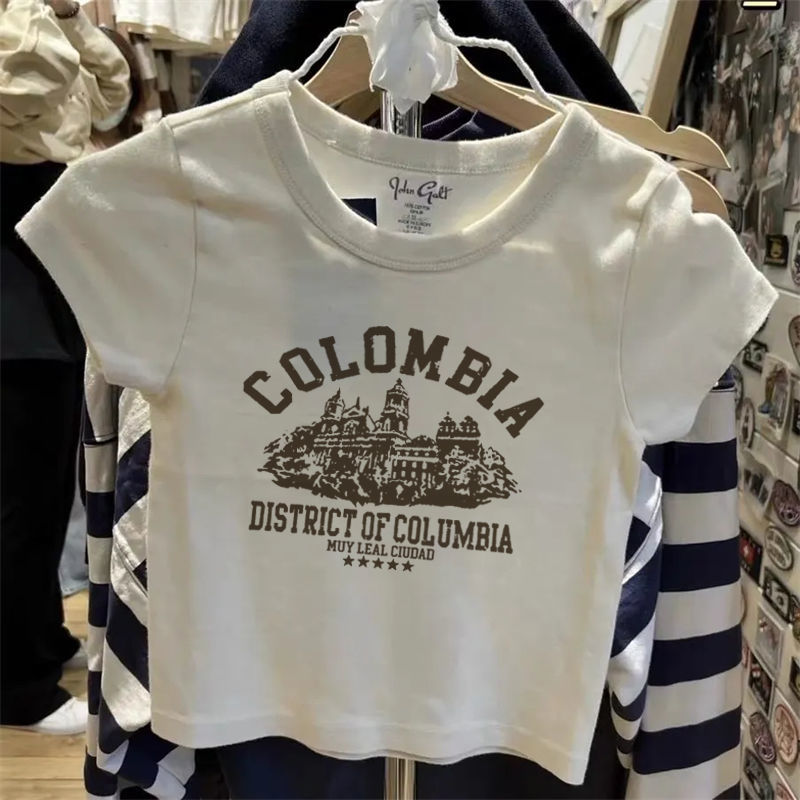 John Galt
COLOMBIA
DISTRICT OF COLUMBIA
MUY LEAL CIUDAD
★★★★★